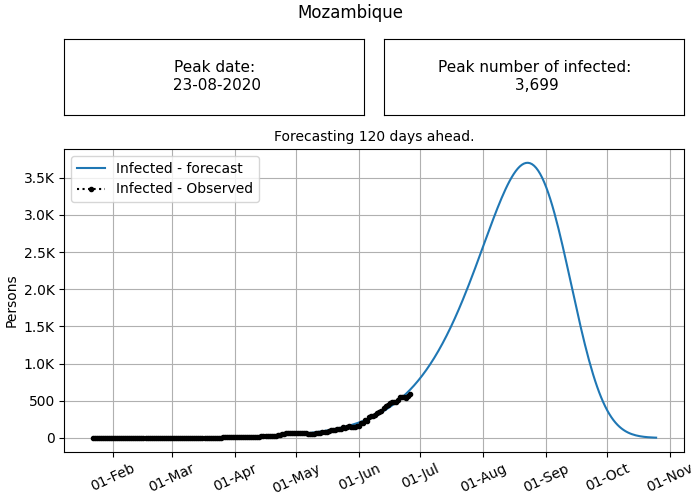 Mozambique
Peak date:
23-08-2020
Peak number of infected:
3,699
Forecasting 120 days ahead.
Infected - forecast
Infected - Observed
3.5K
3.0K
2.5K
2.0K
1.5K
1.0K
500
0
Persons
01-Feb
01-Mar
01-Apr
01-May
01-Jun
01-Jul
01-Aug
01-Sep
01-Oct
01-Nov